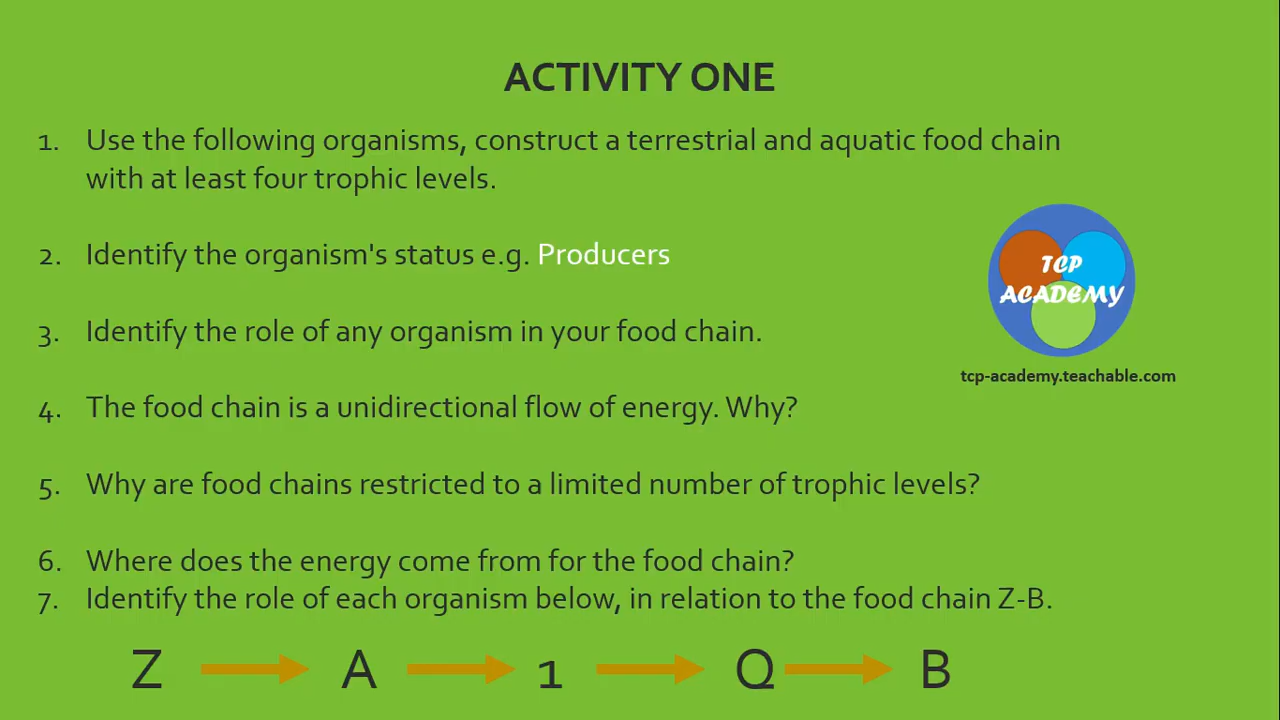 ACTIVITY ONE
1. Use the following organisms, construct a terrestrial and aquatic food chain
with at least four trophic levels.
2. Identify the organism's status e.g. Producers
3. Identify the role of any organism in your food chain.
4. The food chain is a unidirectional flow of energy. Why?
5. Why are food chains restricted to a limited number of trophic levels?
6. Where does the energy come from for the food chain?
7. Identify the role of each organism below, in relation to the food chain Z-B.
Z A 1 Q B
TCP
ACADEMY
tcp-academy.teachable.com